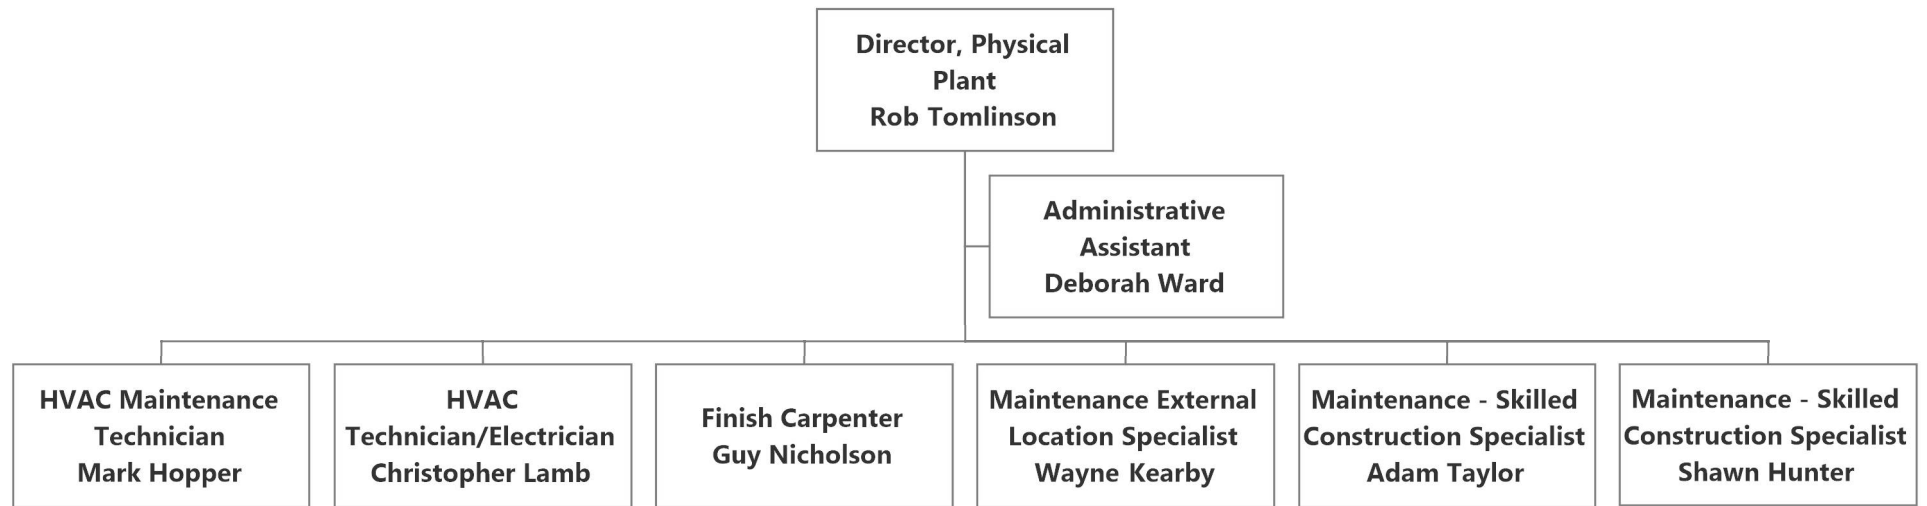 Director, Physical
Plant
Rob Tomlinson
Administrative
Assistant
Deborah Ward
HVAC Maintenance
Technician
Mark Hopper
HVAC
Technician/Electrician
Christopher Lamb
Finish Carpenter
Guy Nicholson
Maintenance External
Location Specialist
Wayne Kearby
Maintenance - Skilled
Construction Specialist
Adam Taylor
Maintenance - Skilled
Construction Specialist
Shawn Hunter